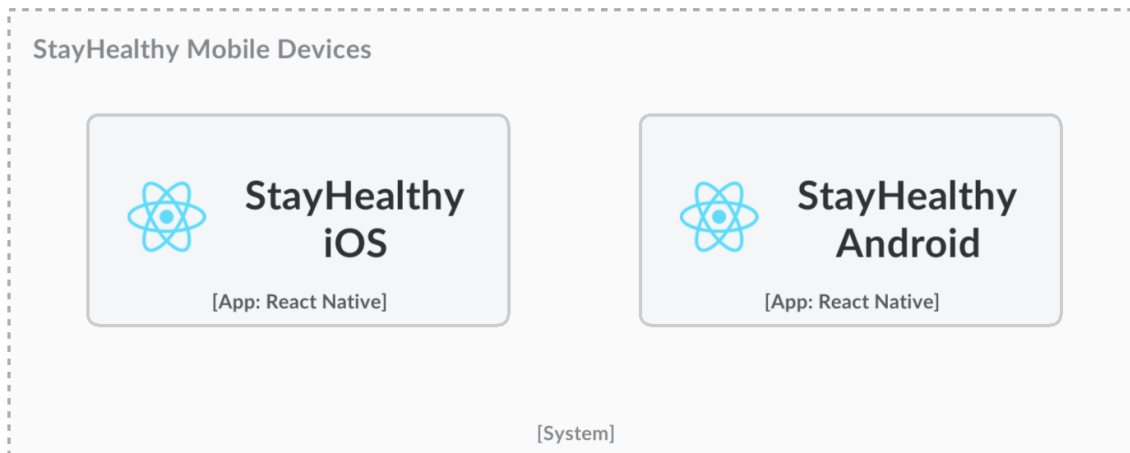 StayHealthy Mobile Devices
StayHealthy
iOS
[App: React Native]
StayHealthy
Android
[App: React Native]
[System]